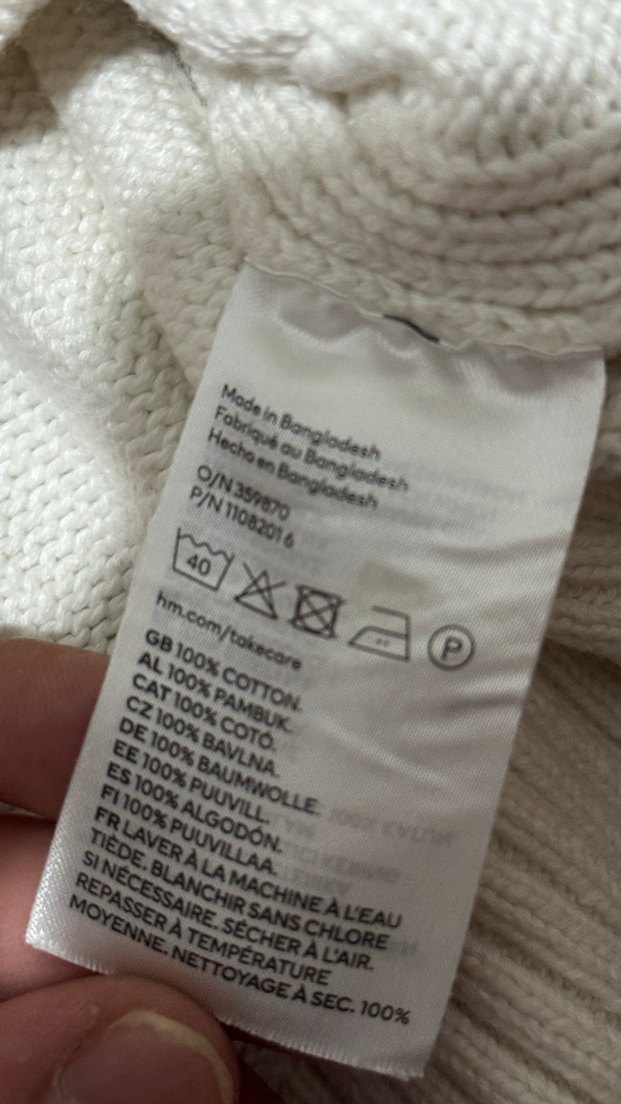 Made in Bangladesh
Fabriqué au Bangladesh
Hecho en Bangladesh
O/N 359870
P/N 1108201 6
40
P
hm.com/takecare
GB 100% COTTON.
AL 100% PAMBUK.
CAT 100% COTÓ.
CZ 100% BAVLNA.
DE 100% BAUMWOLLE.
EE 100% PUUVILL.
ES 100% ALGODÓN.
FI 100% PUUVILLAA.
FR LAVER À LA MACHINE À L'EAU
TIÈDE. BLANCHIR SANS CHLORE
SI NÉCESSAIRE. SÉCHER À L'AIR.
REPASSER À TEMPÉRATURE
MOYENNE. NETTOYAGE À SEC. 100%